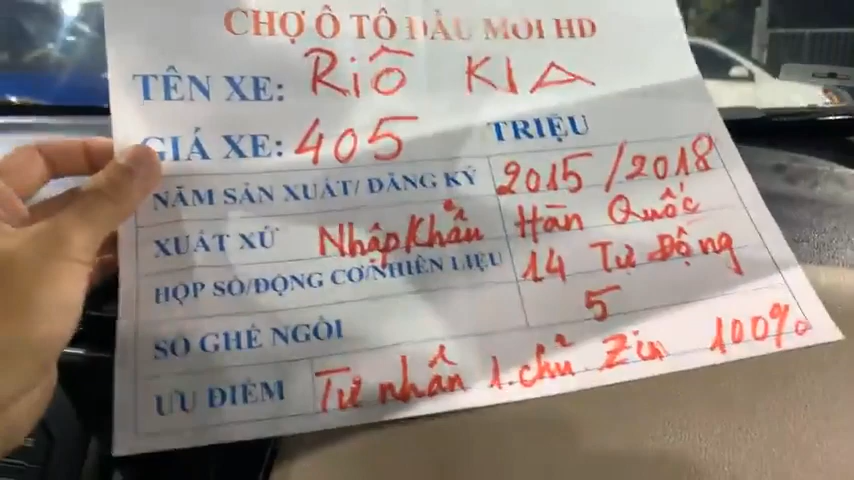 CHỢ Ô TÔ ĐẦU MỐI HD
TÊN XE: RiÔ KIA
GIÁ XE: 405 TRIỆU
NĂM SẢN XUẤT/ ĐĂNG KÝ 2015/2018
XUẤT XỨ Nhập Khẩu Hàn Quốc
HỘP SỐ/ĐỘNG CƠ/NHIÊN LIỆU 14 Tự Động
SỐ GHẾ NGỒI 5
ƯU ĐIỂM Tư nhân 1.chủ Zin 100%